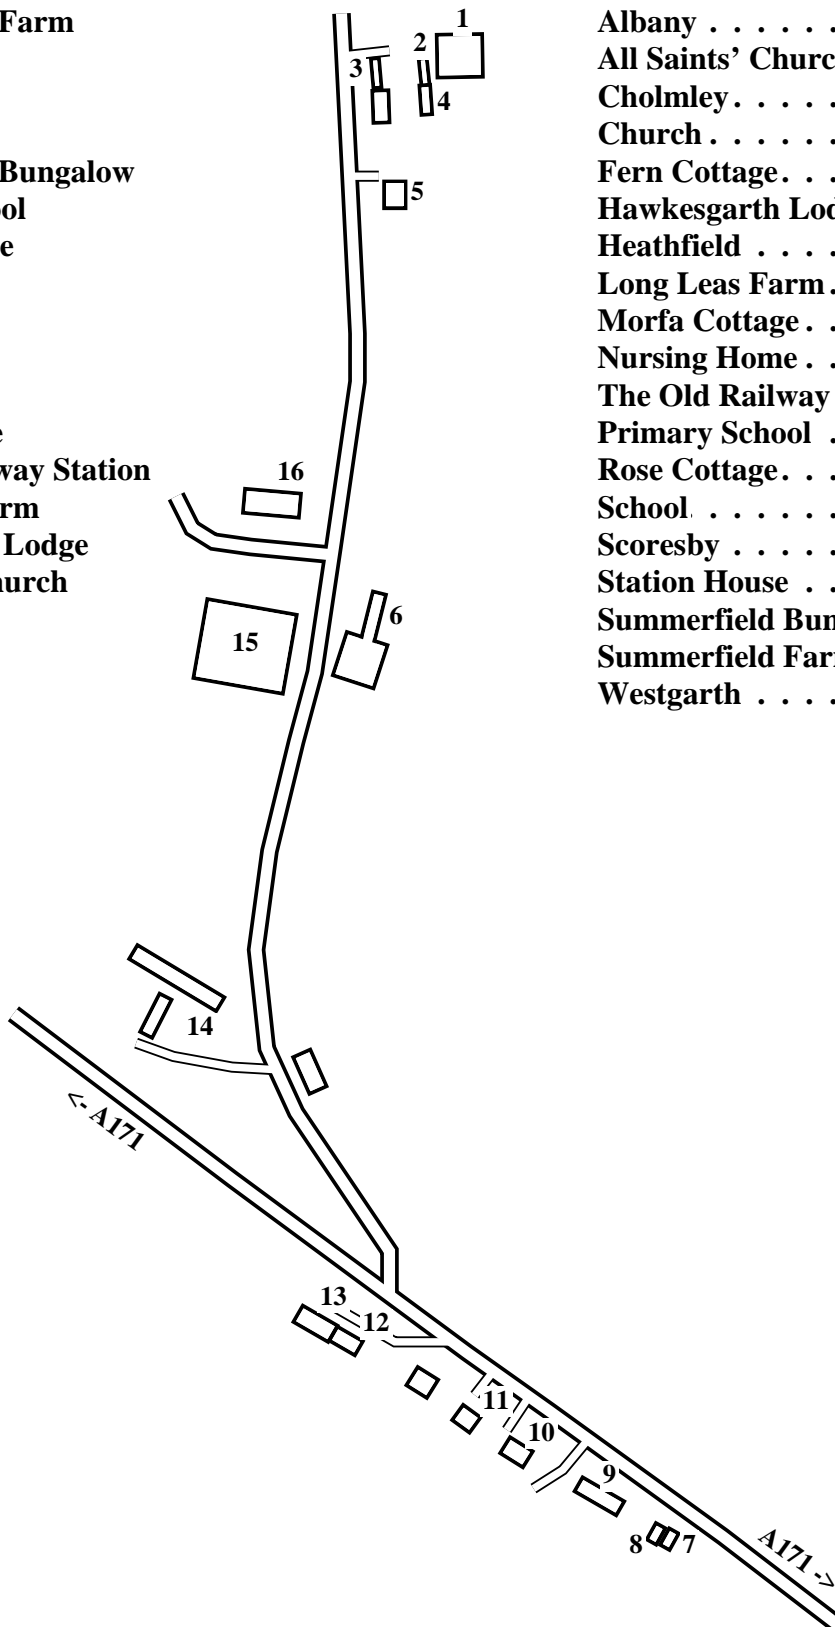 Farm
Bungalow
ol
e
e
way Station
rm
Lodge
hurch
1
2
3
4
5
16
6
15
14
<- A171
13
12
11
10
9
8
7
A171 ->
Albany . . . . . .
All Saints’ Churc
Cholmley . . . . .
Church . . . . . .
Fern Cottage . . .
Hawkesgarth Lod
Heathfield . . . .
Long Leas Farm .
Morfa Cottage . .
Nursing Home . .
The Old Railway
Primary School .
Rose Cottage . . .
School . . . . . . .
Scoresby . . . . .
Station House . .
Summerfield Bun
Summerfield Far
Westgarth . . . .